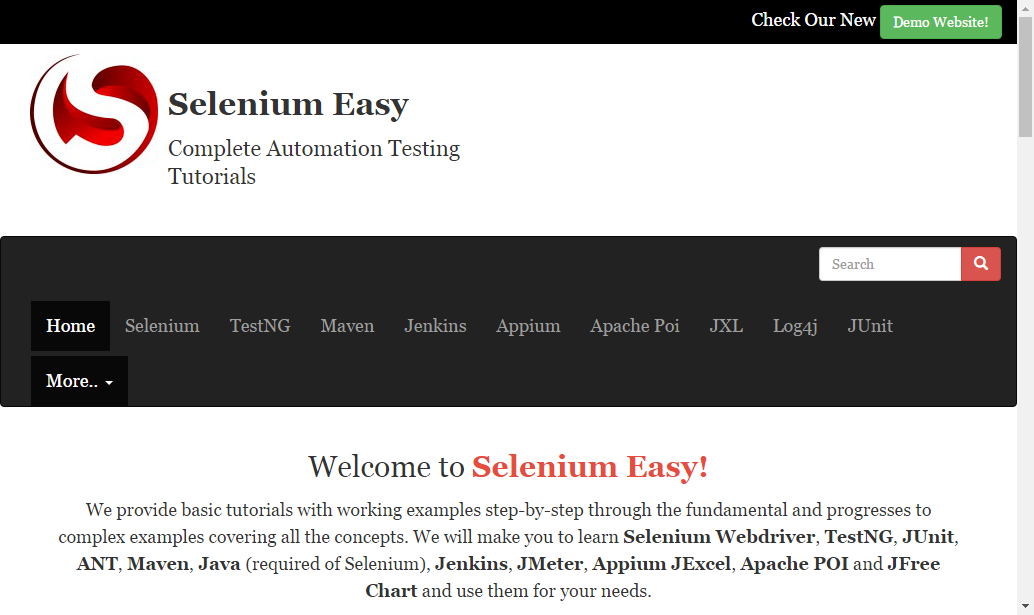 Check Our New Demo Website!
Selenium Easy
Complete Automation Testing
Tutorials
Search
Home Selenium TestNG Maven Jenkins Appium Apache Poi JXL Log4j JUnit
More..
Welcome to Selenium Easy!
We provide basic tutorials with working examples step-by-step through the fundamental and progresses to
complex examples covering all the concepts. We will make you to learn Selenium Webdriver, TestNG, JUnit,
ANT, Maven, Java (required of Selenium), Jenkins, JMeter, Appium JExcel, Apache POI and JFree
Chart and use them for your needs.